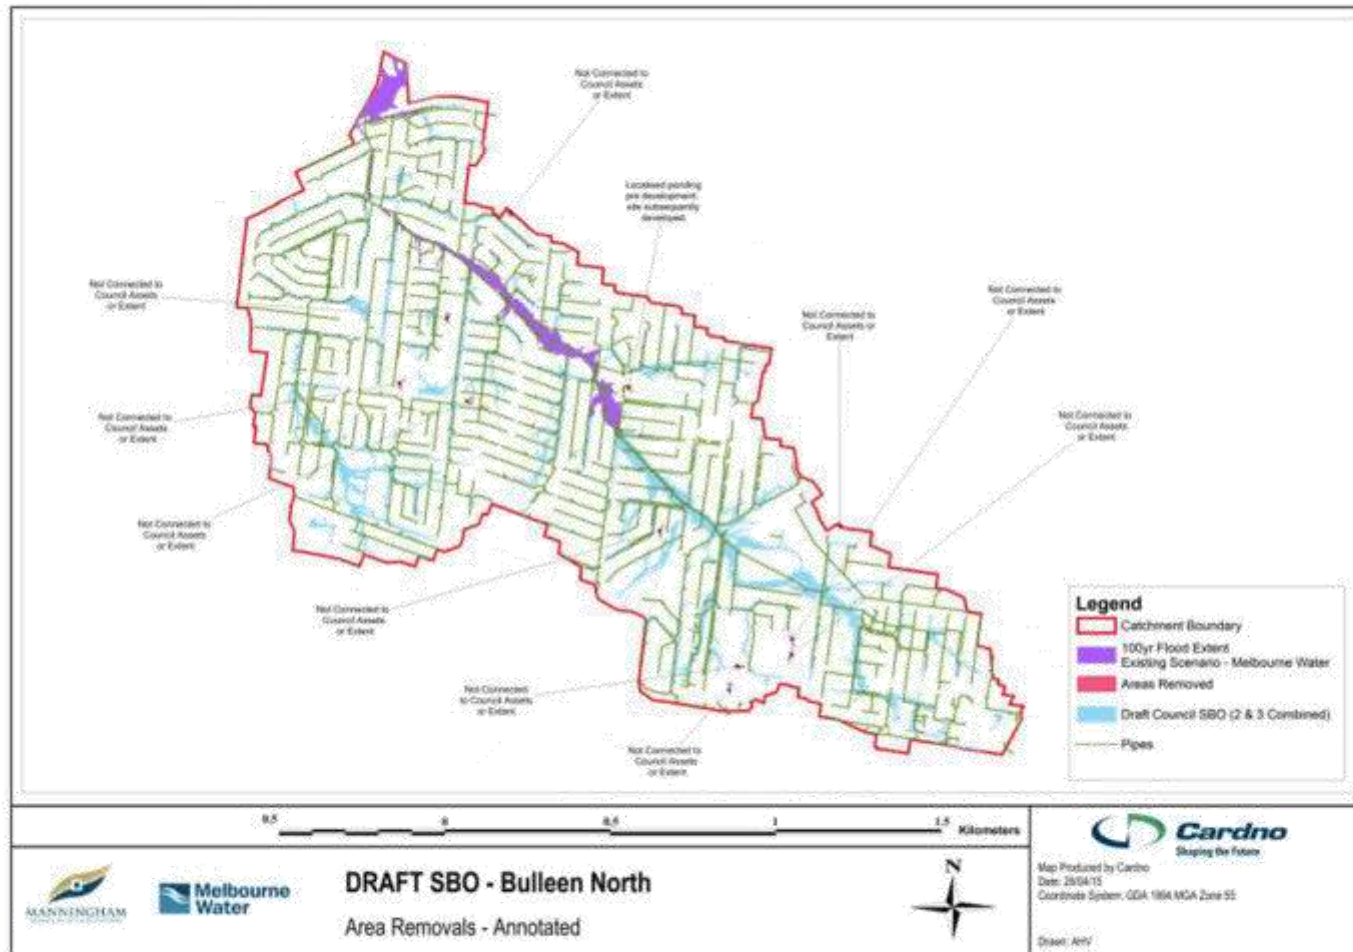 Not Connected to
Council Assets
or Extent
Localised ponding
pre development,
site subsequently
developed.
Not Connected to
Council Assets
or Extent
Not Connected to
Council Assets
or Extent
Not Connected to
Council Assets or
Extent
Not Connected to
Council Assets
or Extent
Not Connected to
Council Assets
or Extent
Not Connected to
Council Assets
or Extent
Not Connected to
Council Assets
or Extent
Not Connected
to Council Assets
or Extent
Not Connected to
Council Assets
or Extent
Legend
Catchment Boundary
100yr Flood Extent
Existing Scenario - Melbourne Water
Areas Removed
Draft Council SBO (2 & 3 Combined)
Pipes
0.5 0 0.5 1 1.5
Kilometers
MANNINGHAM
Melbourne
Water
DRAFT SBO - Bulleen North
Area Removals - Annotated
N
Cardno
Shaping the Future
Map Produced by Cardno
Date: 28/04/15
Coordinate System: GDA 1994 MGA Zone 55
Drawn: AHV